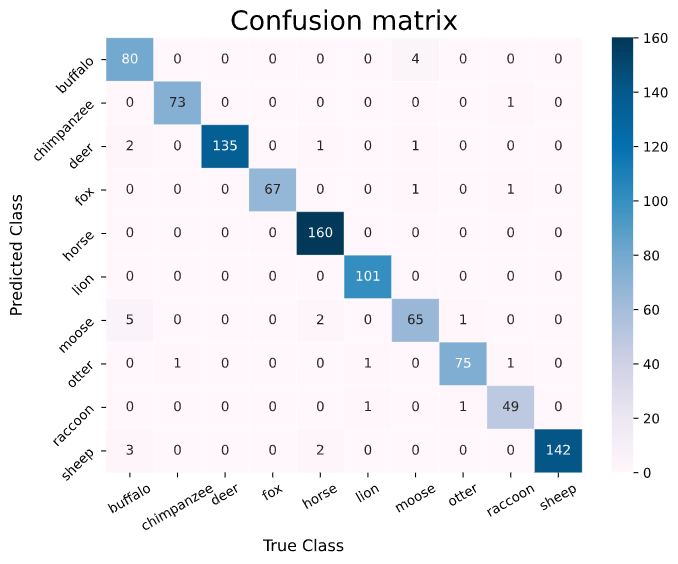 Confusion matrix
buffalo 80 0 0 0 0 0 4 0 0 0
chimpanzee 0 73 0 0 0 0 0 0 1 0
deer 2 0 135 0 1 0 1 0 0 0
fox 0 0 0 67 0 0 1 0 1 0
horse 0 0 0 0 160 0 0 0 0 0
lion 0 0 0 0 0 101 0 0 0 0
moose 5 0 0 0 2 0 65 1 0 0
otter 0 1 0 0 0 1 0 75 1 0
raccoon 0 0 0 0 0 1 0 1 49 0
sheep 3 0 0 0 2 0 0 0 0 142
buffalo chimpanzee deer fox horse lion moose otter raccoon sheep
True Class
Predicted Class
160
140
120
100
80
60
40
20
0